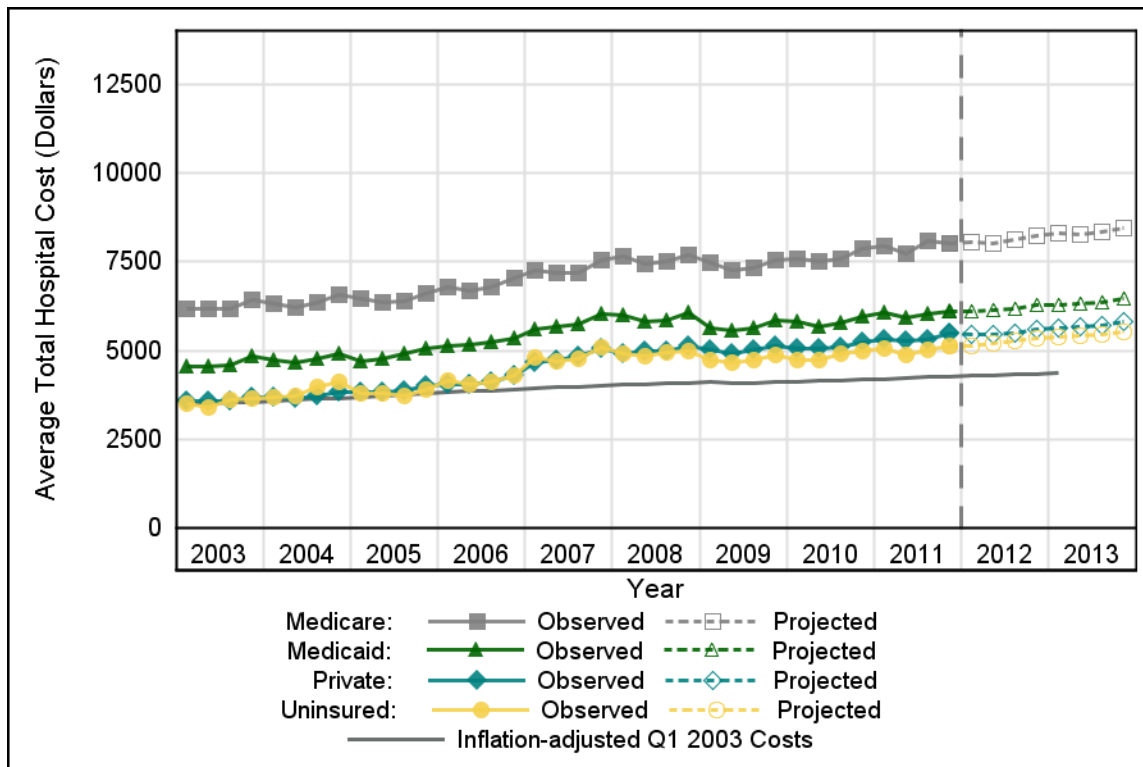 Average Total Hospital Cost (Dollars)
12500
10000
7500
5000
2500
0
2003 2004 2005 2006 2007 2008 2009 2010 2011 2012 2013
Year
Medicare: Observed Projected
Medicaid: Observed Projected
Private: Observed Projected
Uninsured: Observed Projected
Inflation-adjusted Q1 2003 Costs